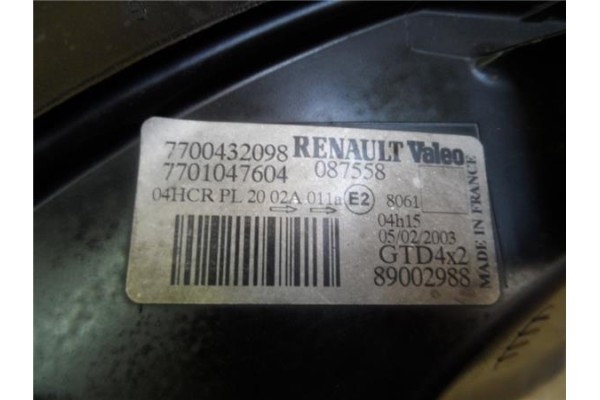 7700432098 RENAULT Valeo
7701047604 087558
04HCR PL 20 02A 011a E2 8061
04h15
05/02/2003
GTD4x2
89002988
MADE IN FRANCE